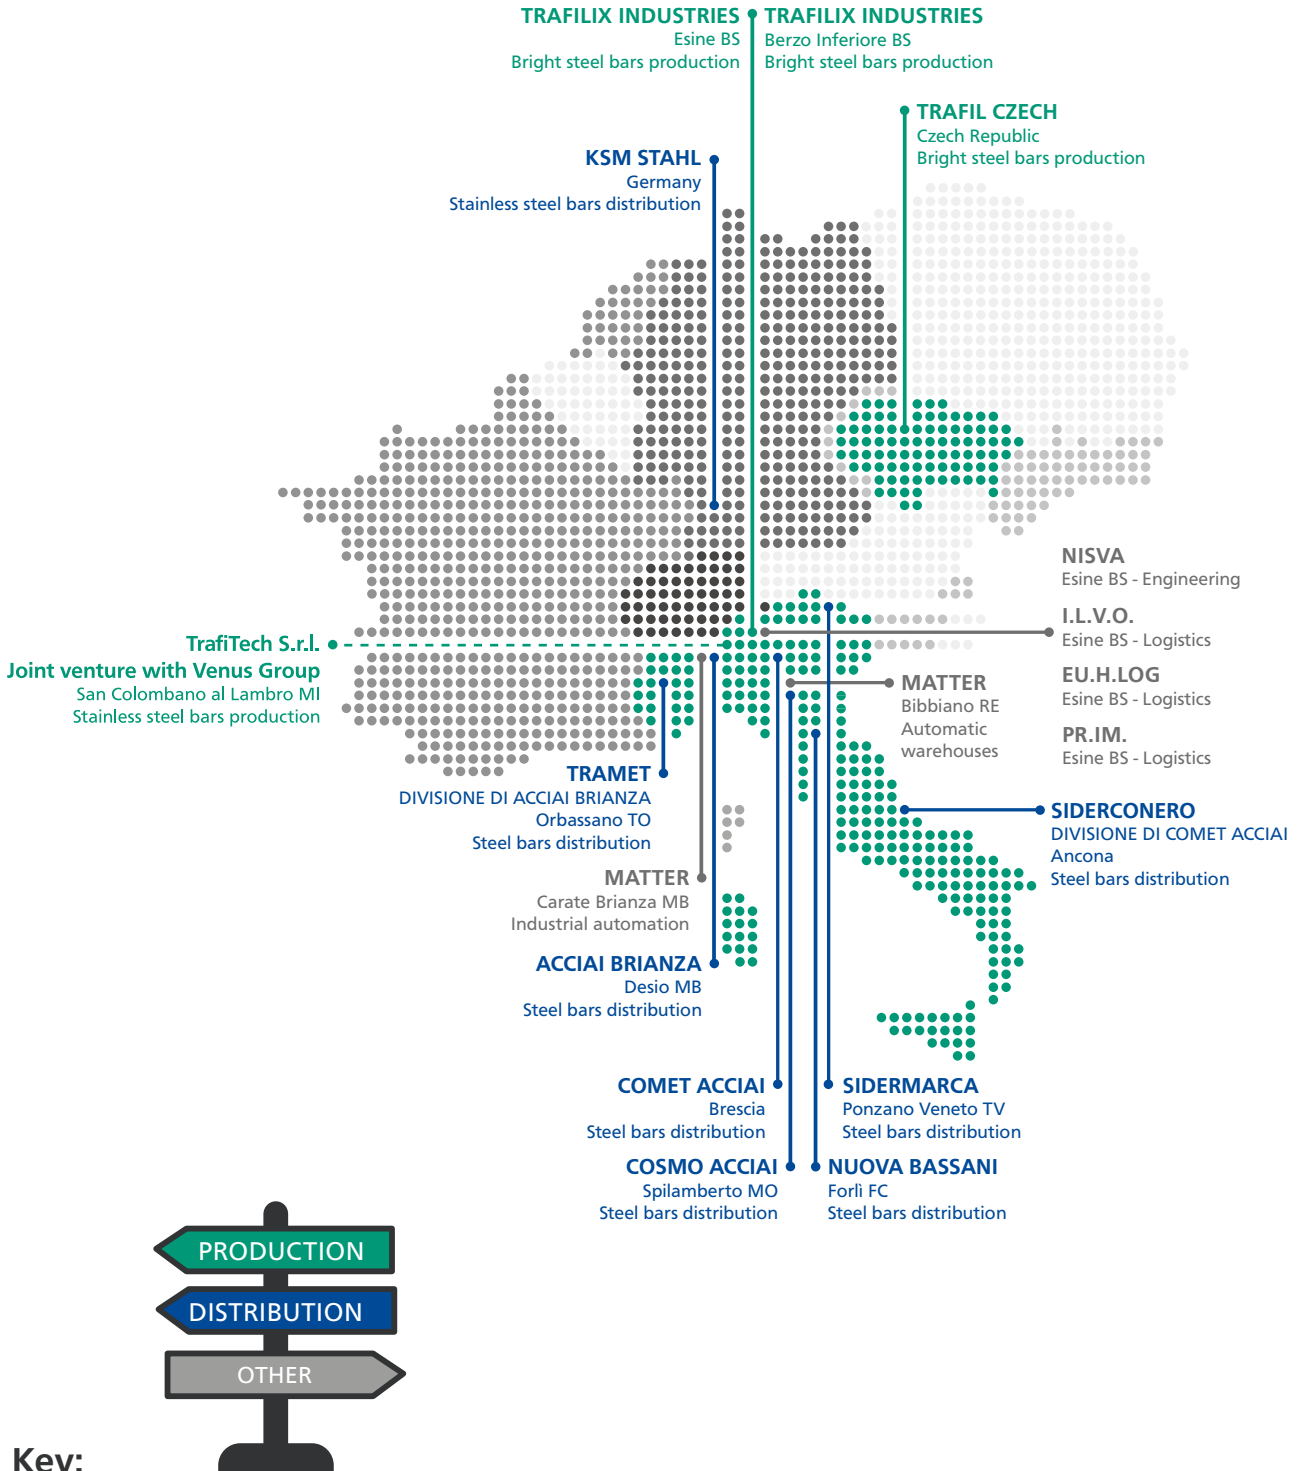 TRAFILIX INDUSTRIES
Esine BS
Bright steel bars production
TRAFILIX INDUSTRIES
Berzo Inferiore BS
Bright steel bars production
TRAFIL CZECH
Czech Republic
Bright steel bars production
KSM STAHL
Germany
Stainless steel bars distribution
NISVA
Esine BS - Engineering
I.L.V.O.
Esine BS - Logistics
EU.H.LOG
Esine BS - Logistics
PR.IM.
Esine BS - Logistics
TrafiTech S.r.l.
Joint venture with Venus Group
San Colombano al Lambro MI
Stainless steel bars production
MATTER
Bibbiano RE
Automatic
warehouses
TRAMET
DIVISIONE DI ACCIAI BRIANZA
Orbassano TO
Steel bars distribution
SIDERCONERO
DIVISIONE DI COMET ACCIAI
Ancona
Steel bars distribution
MATTER
Carate Brianza MB
Industrial automation
ACCIAI BRIANZA
Desio MB
Steel bars distribution
COMET ACCIAI
Brescia
Steel bars distribution
SIDERMARCA
Ponzano Veneto TV
Steel bars distribution
COSMO ACCIAI
Spilamberto MO
Steel bars distribution
NUOVA BASSANI
Forlì FC
Steel bars distribution
PRODUCTION
DISTRIBUTION
OTHER
Key: